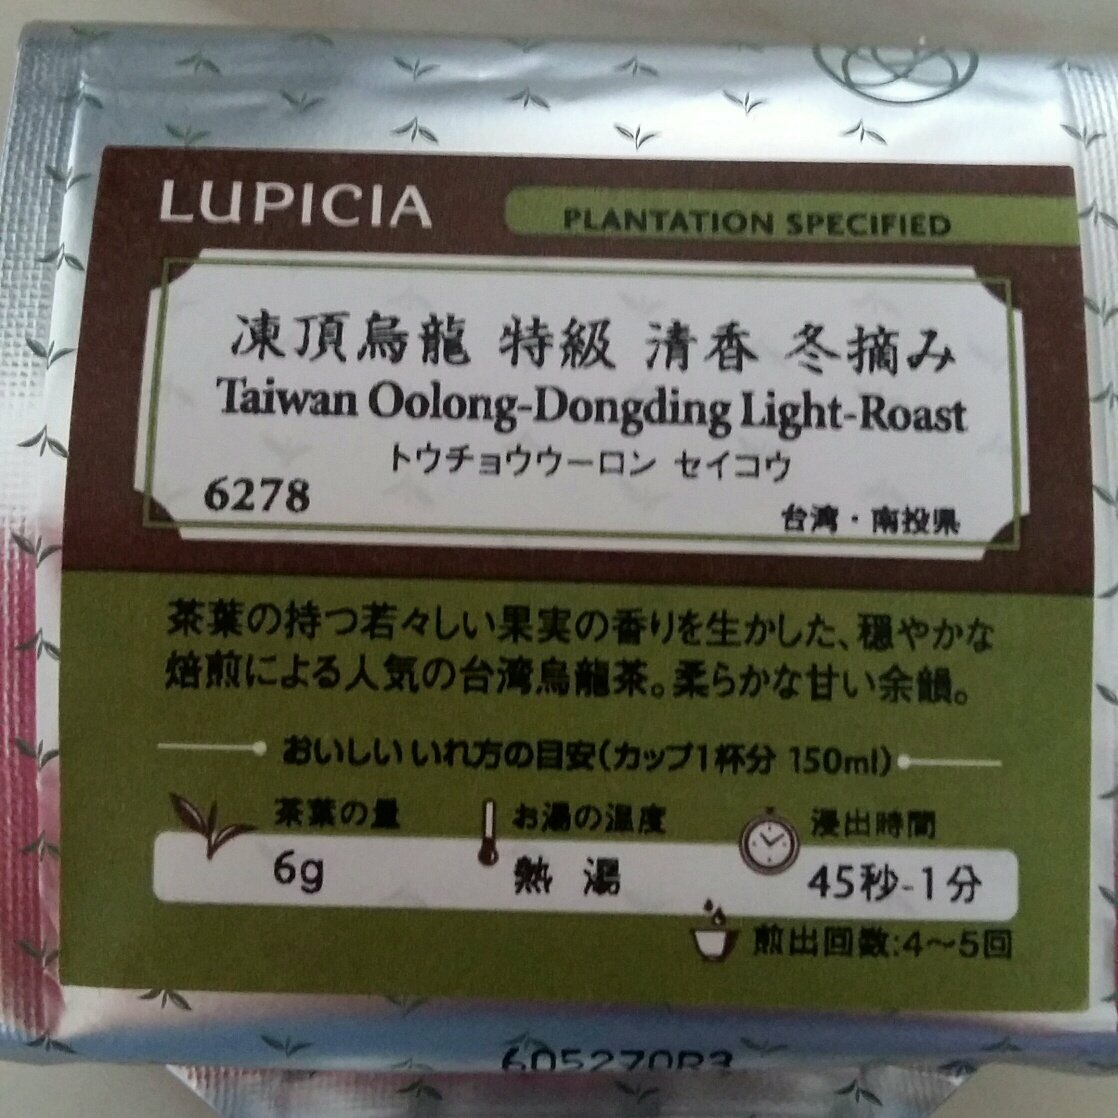 LUPICIA
PLANTATION SPECIFIED
凍頂烏龍 特級 清香 冬摘み
Taiwan Oolong-Dongding Light-Roast
トウチョウウーロン セイコウ
6278
台湾・南投県
茶葉の持つ若々しい果実の香りを生かした、穏やかな
焙煎による人気の台湾烏龍茶。柔らかな甘い余韻。
おいしいいれ方の目安(カップ1杯分 150ml)
茶葉の量
お湯の温度
浸出時間
6g
熱 湯
45秒-1分
煎出回数:4〜5回